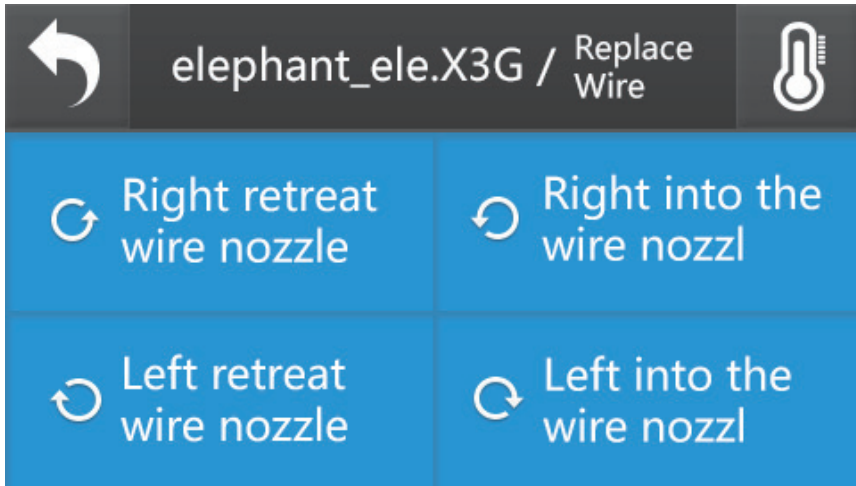 elephant_ele.X3G / Replace Wire
Right retreat
wire nozzle
Right into the
wire nozzl
Left retreat
wire nozzle
Left into the
wire nozzl